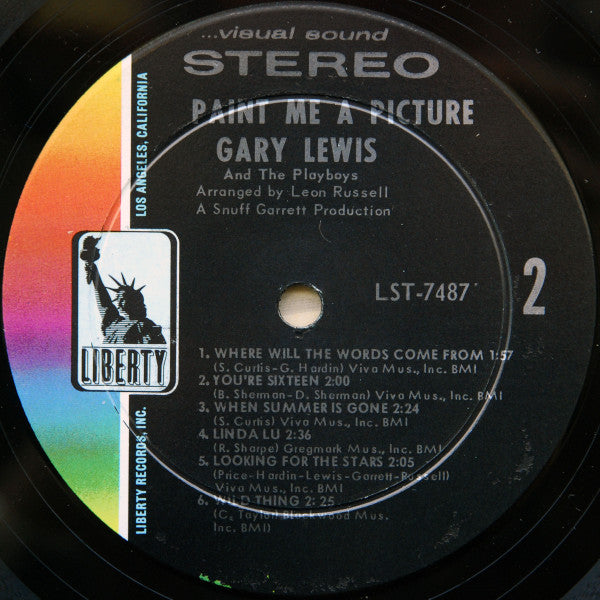 ...visual sound
STEREO
PAINT ME A PICTURE
GARY LEWIS
And The Playboys
Arranged by Leon Russell
A Snuff Garrett Production
LOS ANGELES, CALIFORNIA
LIBERTY
LIBERTY RECORDS, INC.
LST-7487
2
1. WHERE WILL THE WORDS COME FROM 1:57
(S. Curtis-G. Hardin) Viva Mus., Inc. BMI
2. YOU'RE SIXTEEN 2:00
(B. Sherman-D. Sherman) Viva Mus., Inc. BMI
3. WHEN SUMMER IS GONE 2:24
(S. Curtis) Viva Mus., Inc. BMI
4. LINDA LU 2:36
(R. Sharpe) Gregmark Mus., Inc. BMI
5. LOOKING FOR THE STARS 2:05
(Price-Hardin-Lewis-Garrett-Russell)
Viva Mus., Inc. BMI
6. WILD THING 2: 25
(C. Taylor) Blackwood Mus., Inc.
BMI)